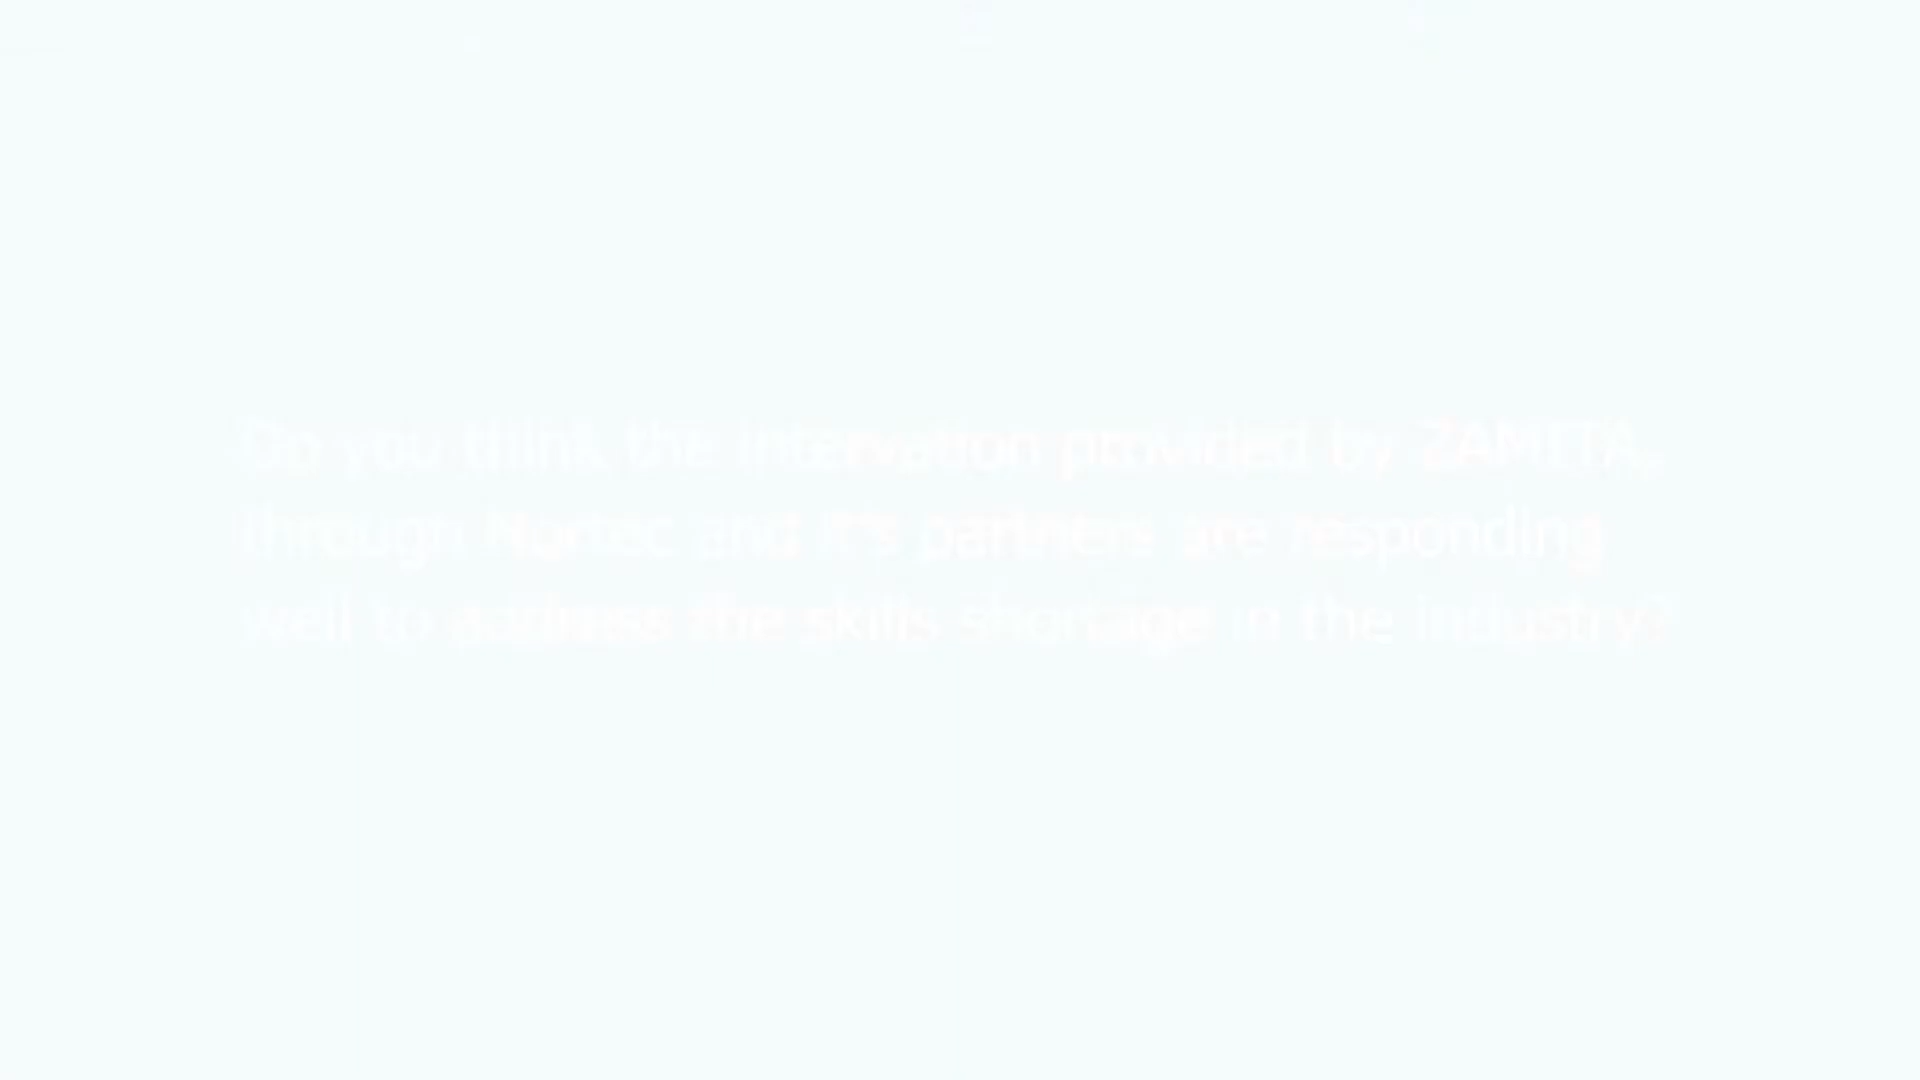 Do you think the intervation provided by ZAMITA,
through Nortec and it's partners are responding
well to address the skills shortage in the industry?